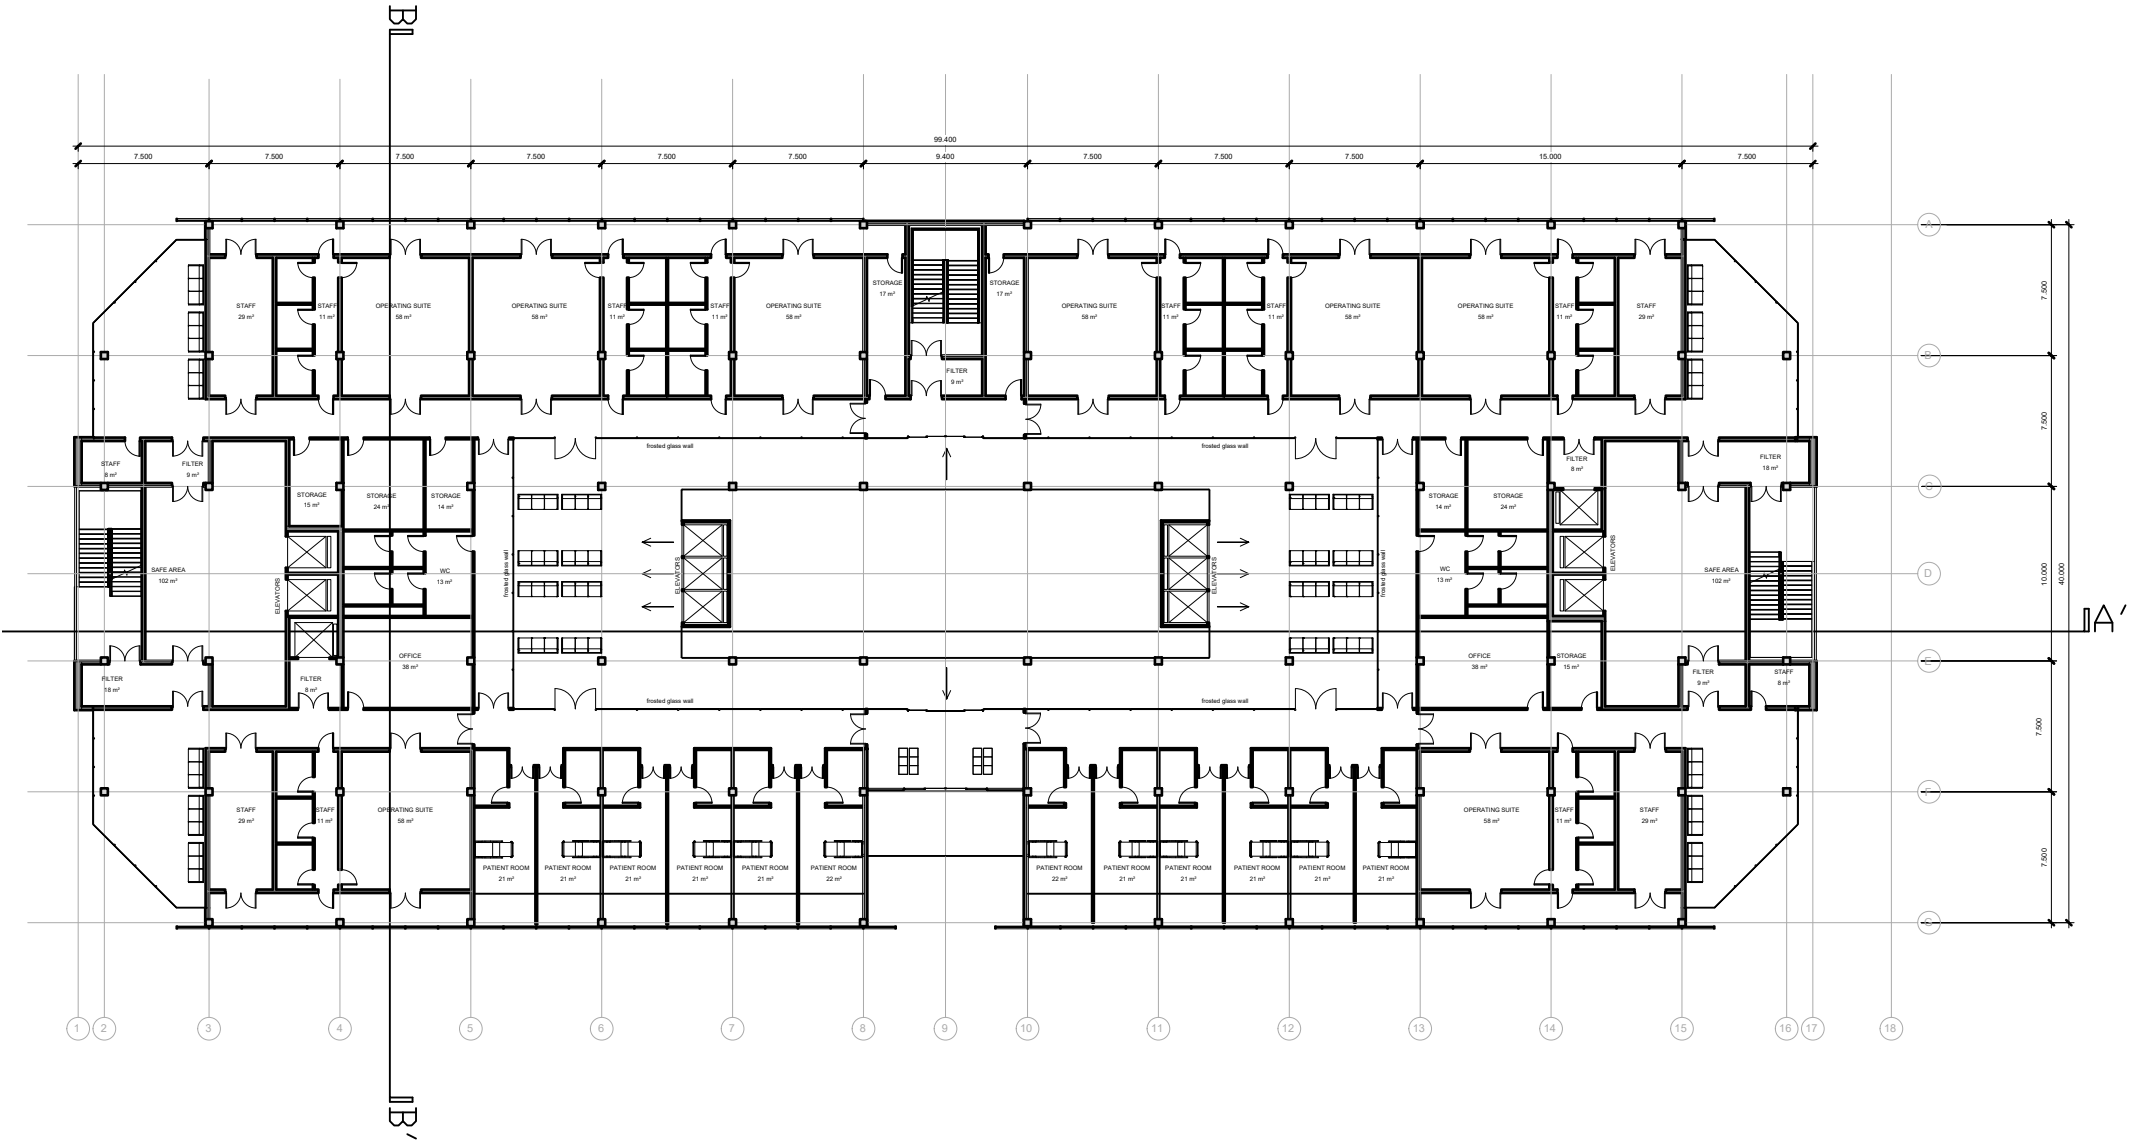 B
99.400
7.500 7.500 7.500 7.500 7.500 7.500 9.400 7.500 7.500 7.500 15.000 7.500
A
7.500
STORAGE 17 m² STORAGE 17 m²
STAFF STAFF OPERATING SUITE OPERATING SUITE STAFF STAFF OPERATING SUITE OPERATING SUITE STAFF STAFF OPERATING SUITE OPERATING SUITE STAFF STAFF
29 m² 11 m² 58 m² 58 m² 11 m² 11 m² 58 m² 58 m² 11 m² 11 m² 58 m² 58 m² 11 m² 29 m²
B
FILTER
9 m²
7.500
frosted glass wall frosted glass wall
STAFF FILTER FILTER FILTER
8 m² 9 m² 8 m² 18 m²
C
STORAGE STORAGE STORAGE STORAGE STORAGE
15 m² 24 m² 14 m² 14 m² 24 m²
SAFE AREA WC WC SAFE AREA
102 m² 13 m² 13 m² 102 m²
ELEVATORS frosted glass wall ELEVATORS ELEVATORS frosted glass wall ELEVATORS
D
10.000
40.000
A'
OFFICE OFFICE STORAGE
38 m² 38 m² 15 m²
E
FILTER FILTER FILTER STAFF
18 m² 8 m² 9 m² 8 m²
frosted glass wall frosted glass wall
7.500
F
STAFF STAFF OPERATING SUITE OPERATING SUITE STAFF STAFF
29 m² 11 m² 58 m² 58 m² 11 m² 29 m²
7.500
PATIENT ROOM PATIENT ROOM PATIENT ROOM PATIENT ROOM PATIENT ROOM PATIENT ROOM PATIENT ROOM PATIENT ROOM PATIENT ROOM PATIENT ROOM PATIENT ROOM PATIENT ROOM
21 m² 21 m² 21 m² 21 m² 21 m² 22 m² 22 m² 21 m² 21 m² 21 m² 21 m² 21 m²
G
1 2 3 4 5 6 7 8 9 10 11 12 13 14 15 16 17 18
B'